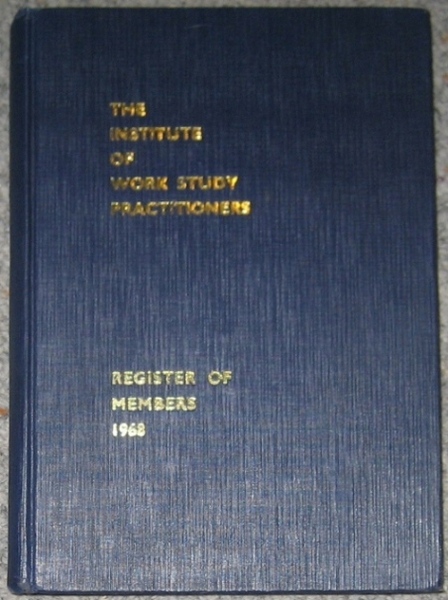 THE
INSTITUTE
OF
WORK STUDY
PRACTITIONERS
REGISTER OF
MEMBERS
1968